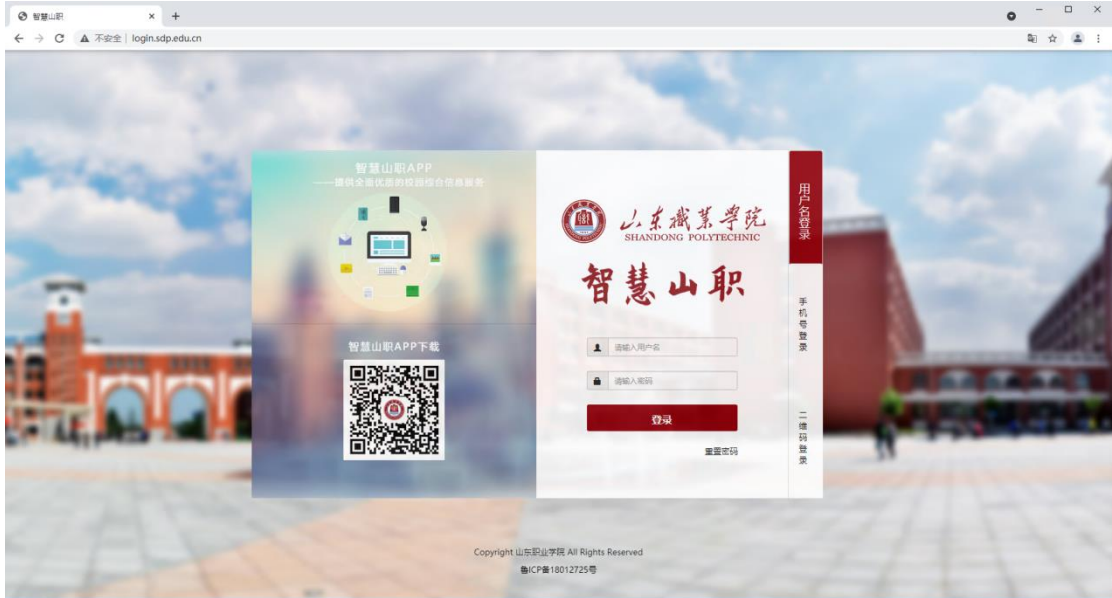 智慧山职
不安全 | login.sdp.edu.cn
智慧山职APP
——提供全面优质的校园综合信息服务
智慧山职APP下载
山东职业学院
SHANDONG POLYTECHNIC
智慧山职
请输入用户名
请输入密码
登录
重置密码
用户名登录
手机号登录
二维码登录
Copyright 山东职业学院 All Rights Reserved
鲁ICP备18012725号